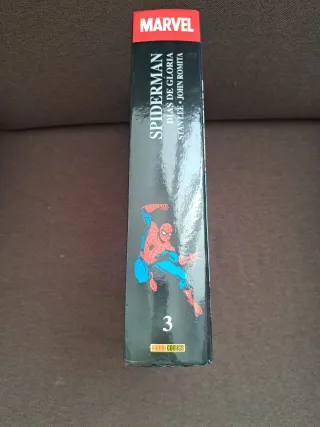 MARVEL
SPIDERMAN
DÍAS DE GLORIA
STAN LEE • JOHN ROMITA
3
PANINI COMICS